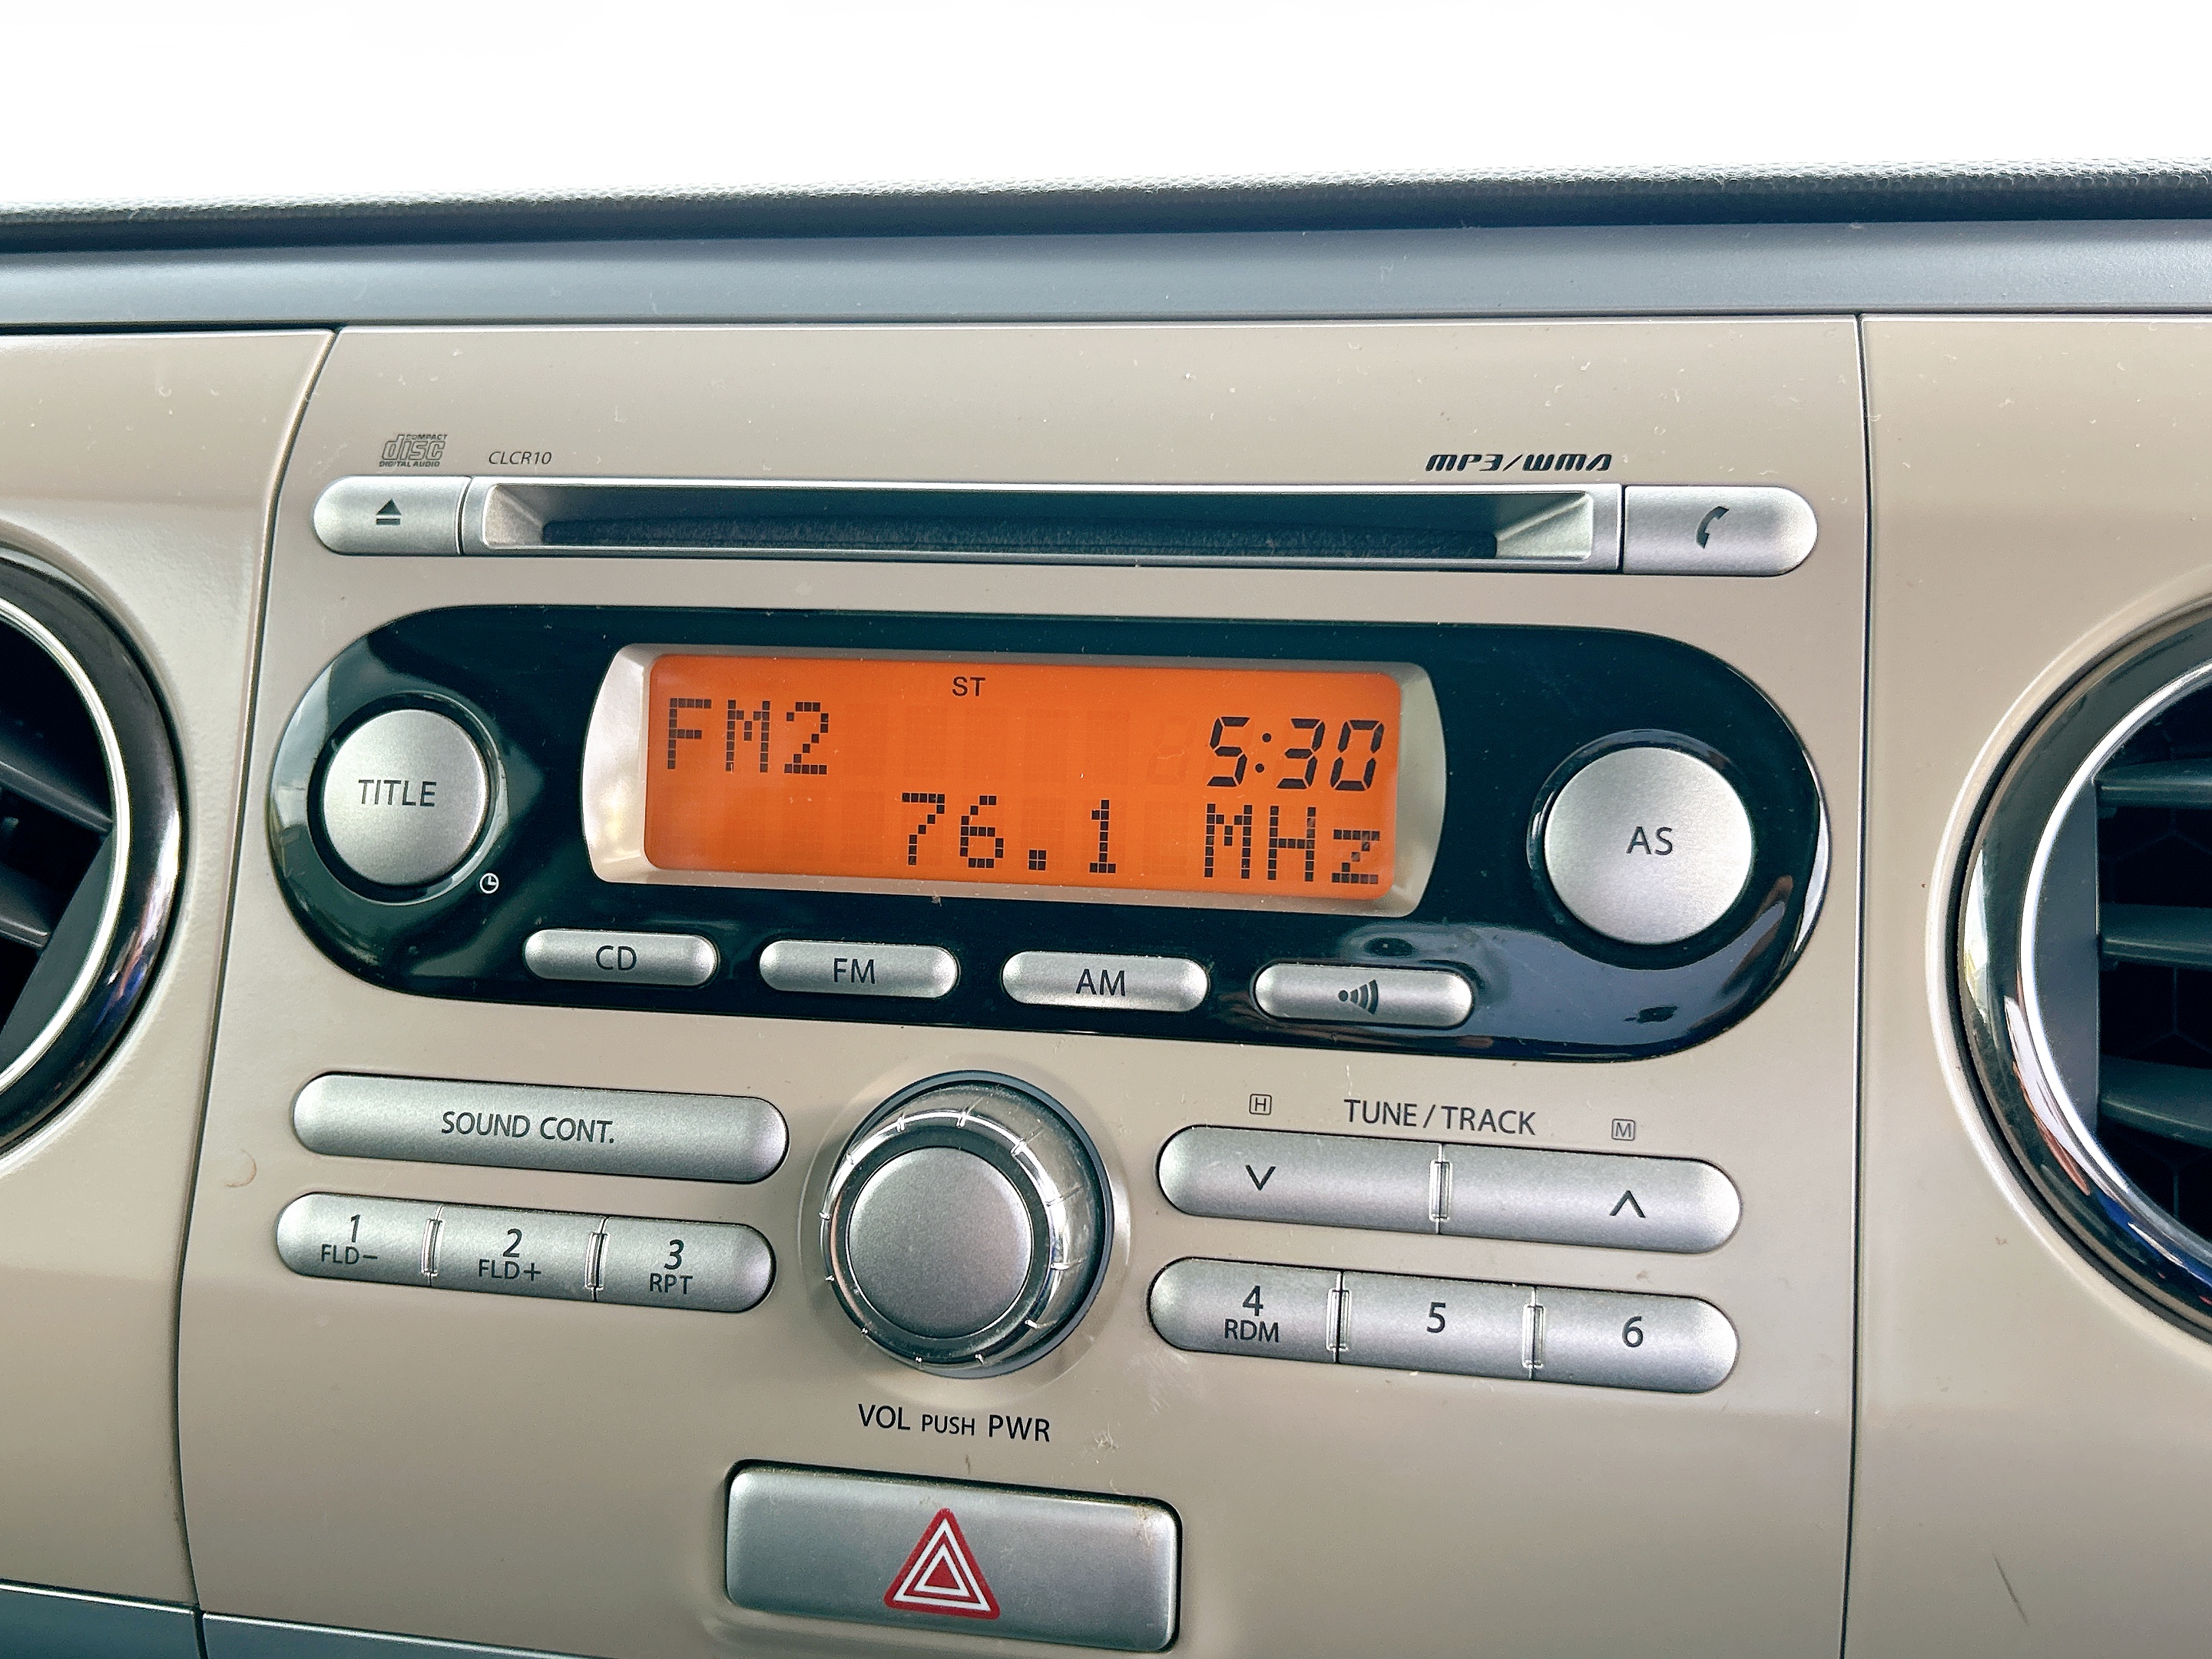 COMPACT
disc
DIGITAL AUDIO
CLCR10
MP3/WMA
ST
FM2
5:30
76.1 MHz
TITLE
AS
CD
FM
AM
SOUND CONT.
H
TUNE/TRACK
M
1
FLD−
2
FLD+
3
RPT
4
RDM
5
6
VOL PUSH PWR